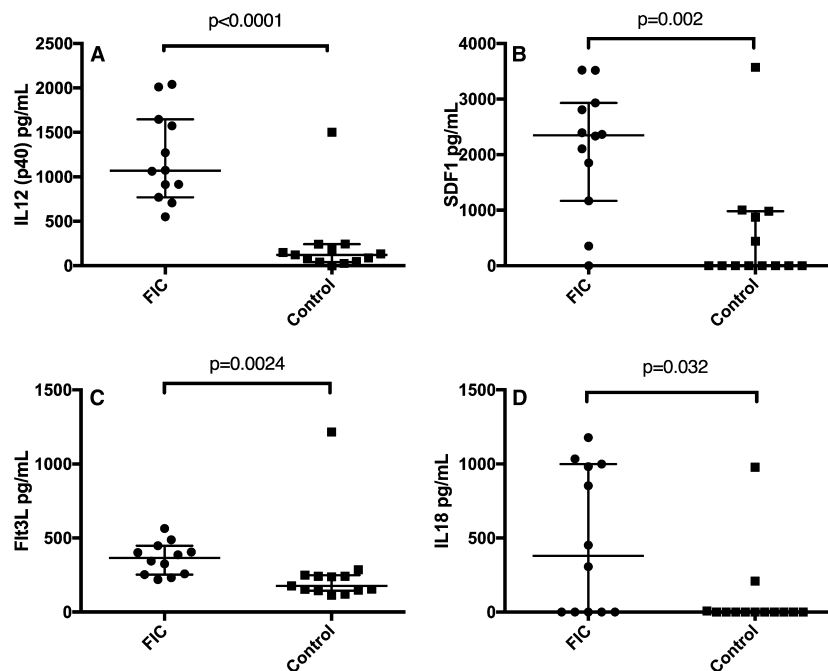 p<0.0001
A
2500
2000
1500
1000
500
0
IL12 (p40) pg/mL
FIC
Control
p=0.002
B
4000
3000
2000
1000
0
SDF1 pg/mL
FIC
Control
p=0.0024
C
1500
1000
500
0
Flt3L pg/mL
FIC
Control
p=0.032
D
1500
1000
500
0
IL18 pg/mL
FIC
Control